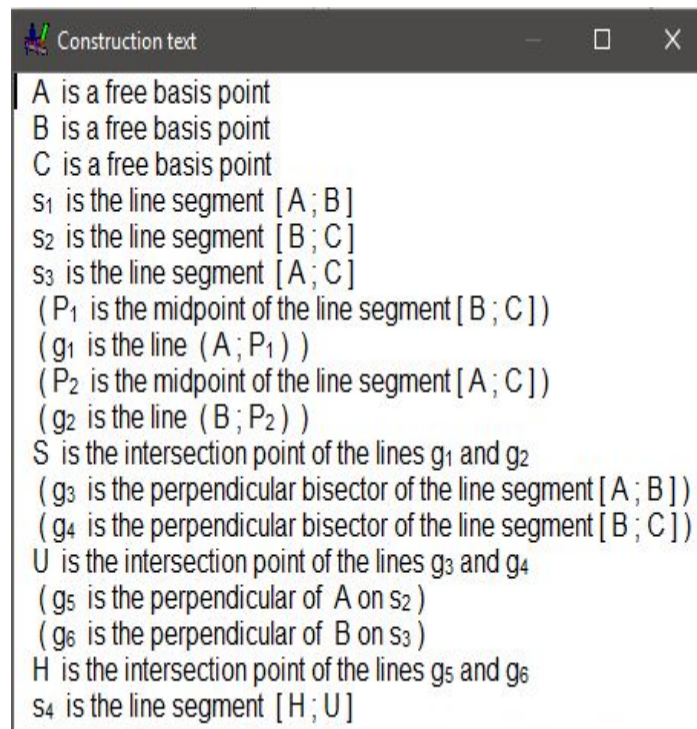 Construction text
A is a free basis point
B is a free basis point
C is a free basis point
s₁ is the line segment [ A ; B ]
s₂ is the line segment [ B ; C ]
s₃ is the line segment [ A ; C ]
( P₁ is the midpoint of the line segment [ B ; C ] )
( g₁ is the line ( A ; P₁ ) )
( P₂ is the midpoint of the line segment [ A ; C ] )
( g₂ is the line ( B ; P₂ ) )
S is the intersection point of the lines g₁ and g₂
( g₃ is the perpendicular bisector of the line segment [ A ; B ] )
( g₄ is the perpendicular bisector of the line segment [ B ; C ] )
U is the intersection point of the lines g₃ and g₄
( g₅ is the perpendicular of A on s₂ )
( g₆ is the perpendicular of B on s₃ )
H is the intersection point of the lines g₅ and g₆
s₄ is the line segment [ H ; U ]